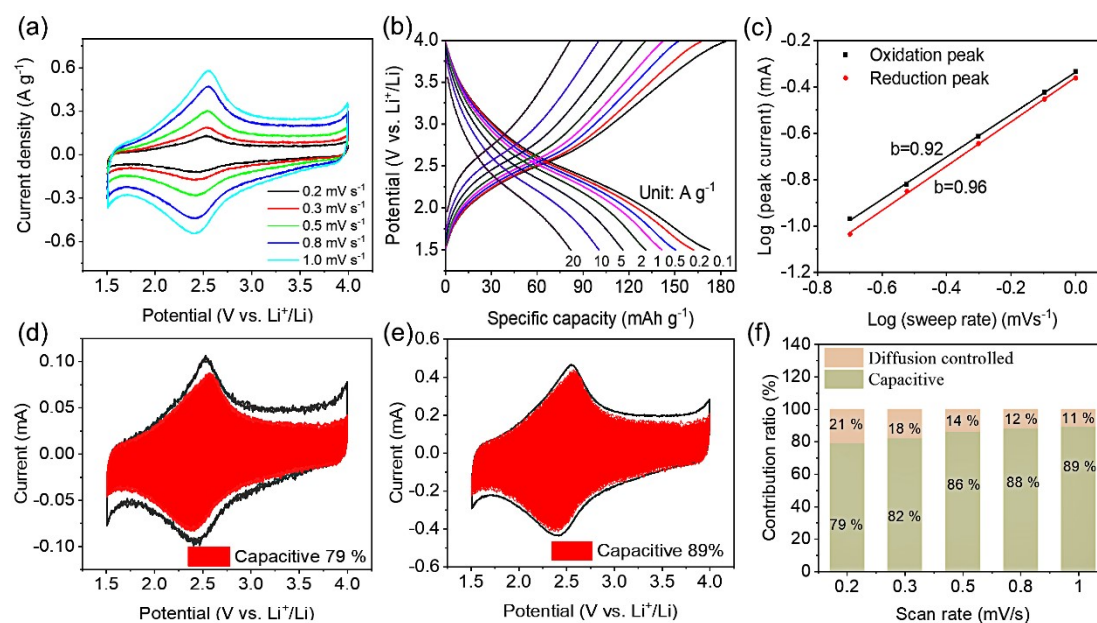 (a)
Current density (A g⁻¹)
0.6
0.3
0.0
-0.3
-0.6
0.2 mV s⁻¹
0.3 mV s⁻¹
0.5 mV s⁻¹
0.8 mV s⁻¹
1.0 mV s⁻¹
1.5 2.0 2.5 3.0 3.5 4.0
Potential (V vs. Li⁺/Li)
(b)
Potential (V vs. Li⁺/Li)
4.0
3.5
3.0
2.5
2.0
1.5
Unit: A g⁻¹
20 10 5 2 1 0.5 0.2 0.1
0 30 60 90 120 150 180
Specific capacity (mAh g⁻¹)
(c)
Log (peak current) (mA)
-0.2
-0.4
-0.6
-0.8
-1.0
-1.2
Oxidation peak
Reduction peak
b=0.92
b=0.96
-0.8 -0.6 -0.4 -0.2 0.0
Log (sweep rate) (mVs⁻¹)
(d)
Current (mA)
0.10
0.05
0.00
-0.05
-0.10
Capacitive 79 %
1.5 2.0 2.5 3.0 3.5 4.0
Potential (V vs. Li⁺/Li)
(e)
Current (mA)
0.6
0.4
0.2
0.0
-0.2
-0.4
-0.6
Capacitive 89%
1.5 2.0 2.5 3.0 3.5 4.0
Potential (V vs. Li⁺/Li)
(f)
Contribution ratio (%)
140
120
100
80
60
40
20
0
Diffusion controlled
Capacitive
21 % 18 % 14 % 12 % 11 %
79 % 82 % 86 % 88 % 89 %
0.2 0.3 0.5 0.8 1
Scan rate (mV/s)